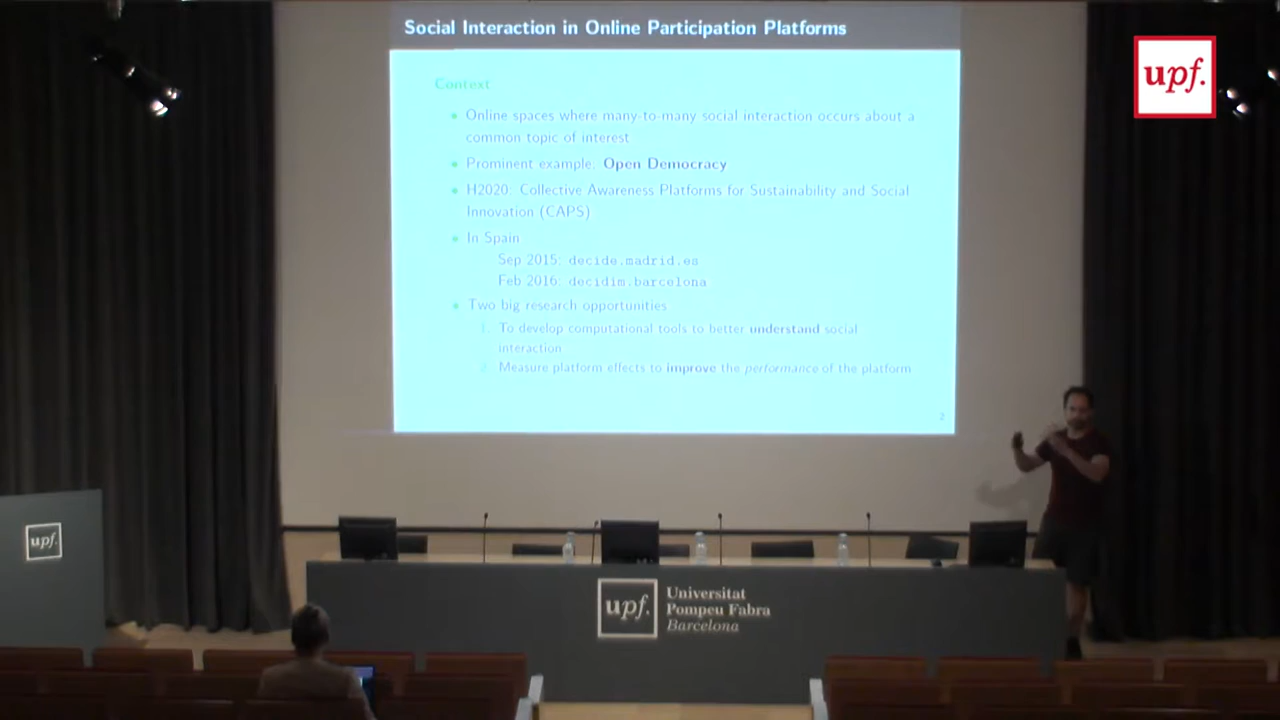 Social Interaction in Online Participation Platforms
upf.
Context
Online spaces where many-to-many social interaction occurs about a
common topic of interest
Prominent example: Open Democracy
H2020: Collective Awareness Platforms for Sustainability and Social
Innovation (CAPS)
In Spain
Sep 2015: decide.madrid.es
Feb 2016: decidim.barcelona
Two big research opportunities
1. To develop computational tools to better understand social
interaction
2. Measure platform effects to improve the performance of the platform
2
upf.
upf.
Universitat
Pompeu Fabra
Barcelona